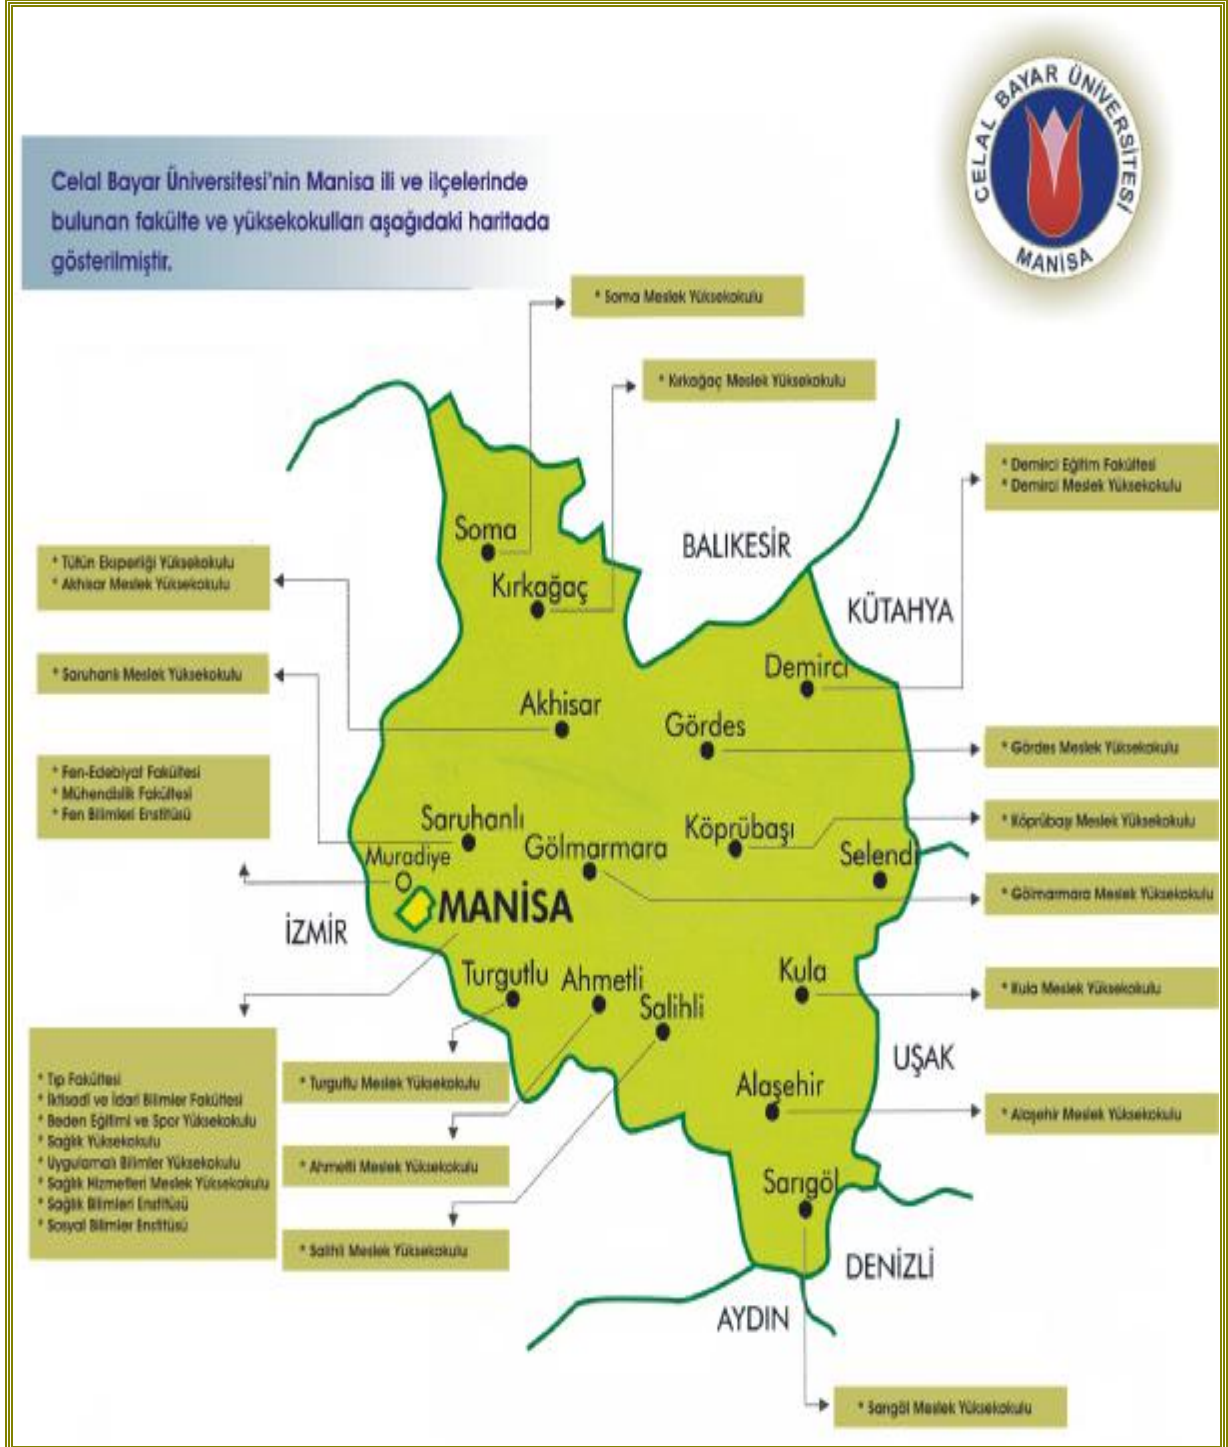 CELAL BAYAR ÜNİVERSİTESİ
MANİSA
Celal Bayar Üniversitesi'nin Manisa ili ve ilçelerinde
bulunan fakülte ve yüksekokulları aşağıdaki haritada
gösterilmiştir.
* Soma Meslek Yüksekokulu
* Kırkağaç Meslek Yüksekokulu
* Demirci Eğitim Fakültesi
* Demirci Meslek Yüksekokulu
Soma
BALIKESİR
* Tütün Eksperliği Yüksekokulu
* Akhisar Meslek Yüksekokulu
Kırkağaç
KÜTAHYA
* Saruhanlı Meslek Yüksekokulu
Demirci
Akhisar
Gördes
* Gördes Meslek Yüksekokulu
* Fen-Edebiyat Fakültesi
* Mühendislik Fakültesi
* Fen Bilimleri Enstitüsü
Saruhanlı
Köprübaşı
* Köprübaşı Meslek Yüksekokulu
Muradiye
Gölmarmara
Selendi
* Gölmarmara Meslek Yüksekokulu
MANİSA
İZMİR
Turgutlu
Ahmetli
Salihli
Kula
* Kula Meslek Yüksekokulu
UŞAK
* Tıp Fakültesi
* İktisadi ve İdari Bilimler Fakültesi
* Beden Eğitimi ve Spor Yüksekokulu
* Sağlık Yüksekokulu
* Uygulamalı Bilimler Yüksekokulu
* Sağlık Hizmetleri Meslek Yüksekokulu
* Sağlık Bilimleri Enstitüsü
* Sosyal Bilimler Enstitüsü
* Turgutlu Meslek Yüksekokulu
* Ahmetli Meslek Yüksekokulu
* Salihli Meslek Yüksekokulu
Alaşehir
* Alaşehir Meslek Yüksekokulu
Sarıgöl
DENİZLİ
AYDIN
* Sarıgöl Meslek Yüksekokulu